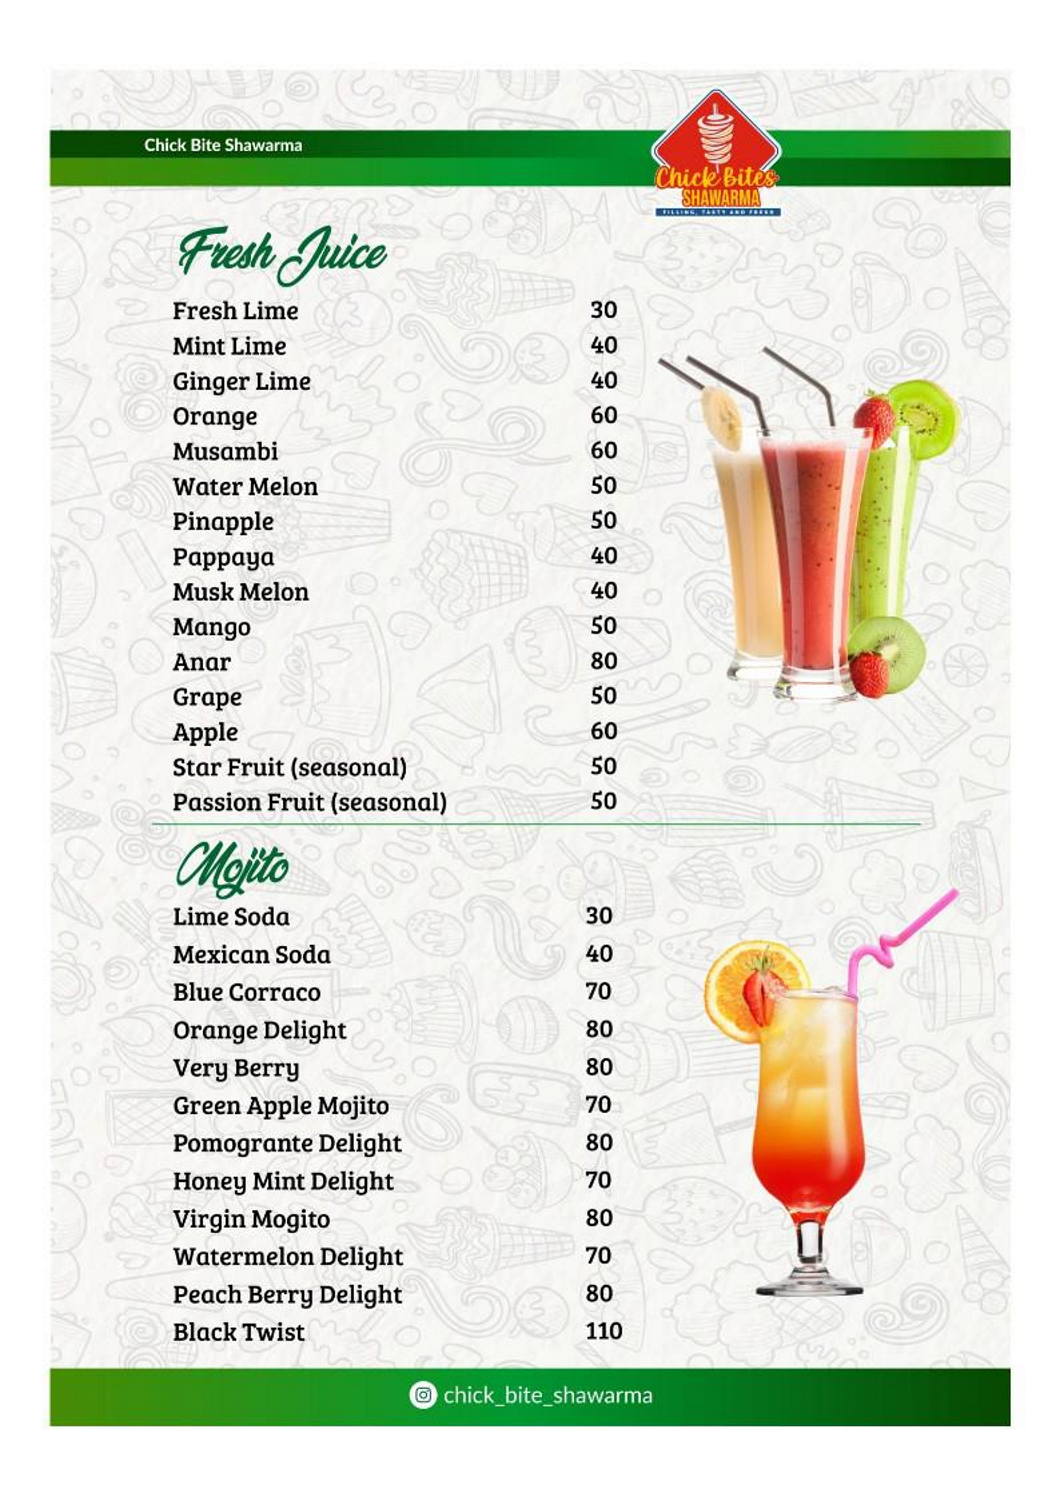 Chick Bite Shawarma
Chick Bites
SHAWARMA
FILLING, TASTY AND FRESH
Fresh Juice
Fresh Lime 30
Mint Lime 40
Ginger Lime 40
Orange 60
Musambi 60
Water Melon 50
Pinapple 50
Pappaya 40
Musk Melon 40
Mango 50
Anar 80
Grape 50
Apple 60
Star Fruit (seasonal) 50
Passion Fruit (seasonal) 50
Mojito
Lime Soda 30
Mexican Soda 40
Blue Corraco 70
Orange Delight 80
Very Berry 80
Green Apple Mojito 70
Pomogrante Delight 80
Honey Mint Delight 70
Virgin Mogito 80
Watermelon Delight 70
Peach Berry Delight 80
Black Twist 110
chick_bite_shawarma